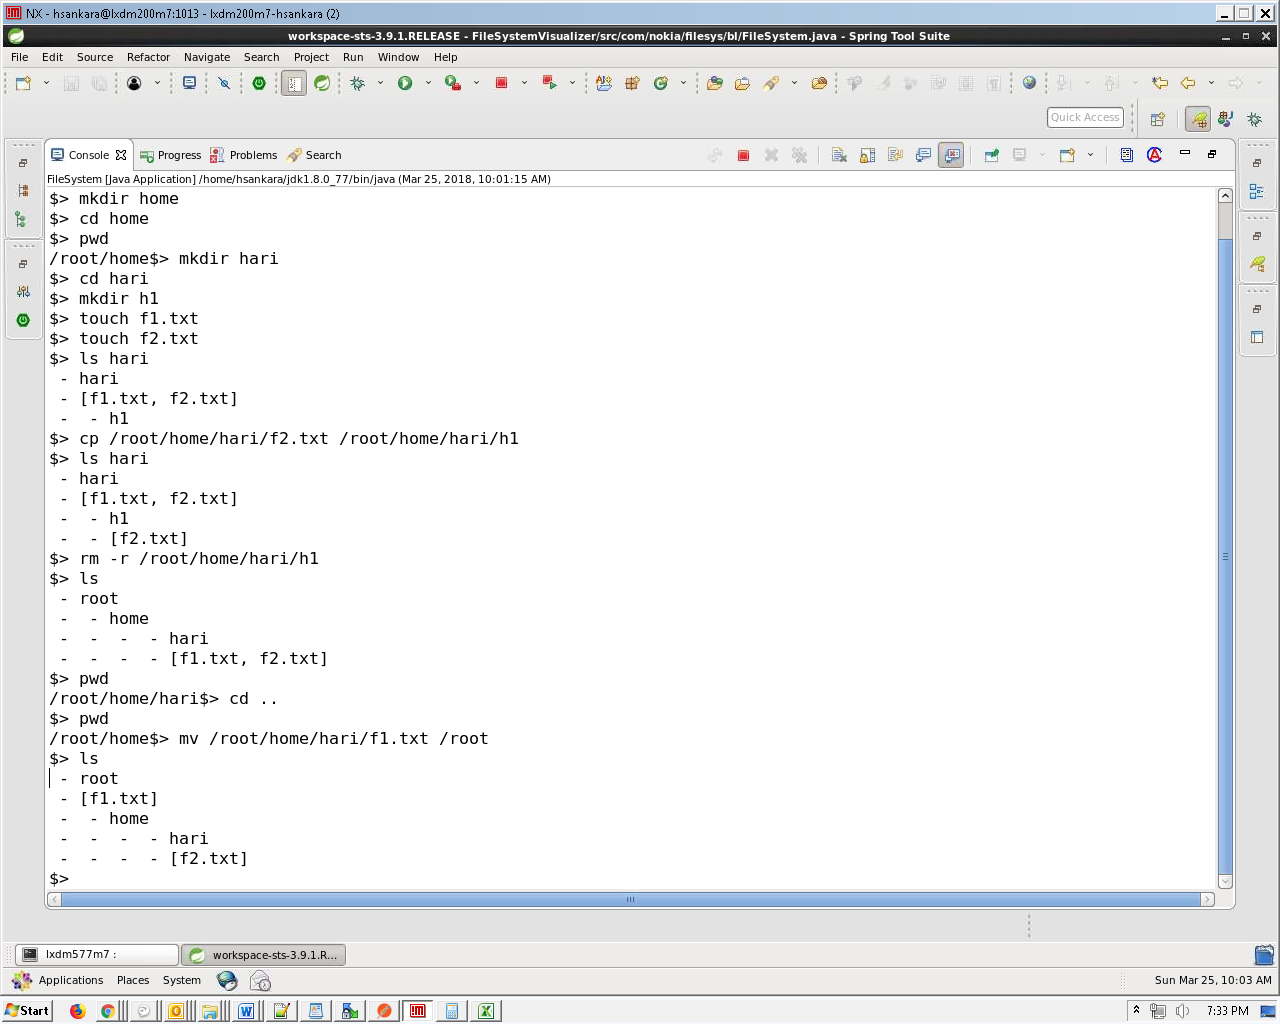 NX - hsankara@lxdm200m7:1013 - lxdm200m7-hsankara (2)
workspace-sts-3.9.1.RELEASE - FileSystemVisualizer/src/com/nokia/filesys/bl/FileSystem.java - Spring Tool Suite
File Edit Source Refactor Navigate Search Project Run Window Help
Quick Access
Console Progress Problems Search
FileSystem [Java Application] /home/hsankara/jdk1.8.0_77/bin/java (Mar 25, 2018, 10:01:15 AM)
$> mkdir home
$> cd home
$> pwd
/root/home$> mkdir hari
$> cd hari
$> mkdir h1
$> touch f1.txt
$> touch f2.txt
$> ls hari
 - hari
 - [f1.txt, f2.txt]
 -  - h1
$> cp /root/home/hari/f2.txt /root/home/hari/h1
$> ls hari
 - hari
 - [f1.txt, f2.txt]
 -  - h1
 -  - [f2.txt]
$> rm -r /root/home/hari/h1
$> ls
 - root
 -  - home
 -  -  -  - hari
 -  -  -  - [f1.txt, f2.txt]
$> pwd
/root/home/hari$> cd ..
$> pwd
/root/home$> mv /root/home/hari/f1.txt /root
$> ls
 - root
 - [f1.txt]
 -  - home
 -  -  -  - hari
 -  -  -  - [f2.txt]
$>
lxdm577m7 :
workspace-sts-3.9.1.R...
Applications Places System
Sun Mar 25, 10:03 AM
Start
7:33 PM